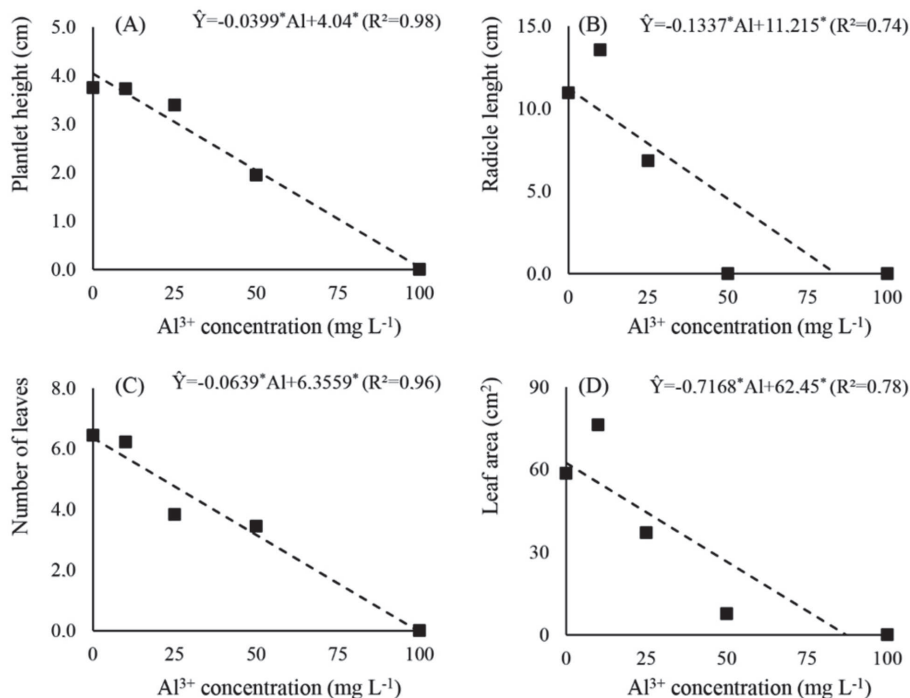 (A) Ŷ=-0.0399*Al+4.04* (R²=0.98)
Plantlet height (cm)
5.0
4.0
3.0
2.0
1.0
0.0
0 25 50 75 100
Al³⁺ concentration (mg L⁻¹)
(B) Ŷ=-0.1337*Al+11.215* (R²=0.74)
Radicle lenght (cm)
15.0
10.0
5.0
0.0
0 25 50 75 100
Al³⁺ concentration (mg L⁻¹)
(C) Ŷ=-0.0639*Al+6.3559* (R²=0.96)
Number of leaves
8.0
6.0
4.0
2.0
0.0
0 25 50 75 100
Al³⁺ concentration (mg L⁻¹)
(D) Ŷ=-0.7168*Al+62.45* (R²=0.78)
Leaf area (cm²)
90
60
30
0
0 25 50 75 100
Al³⁺ concentration (mg L⁻¹)